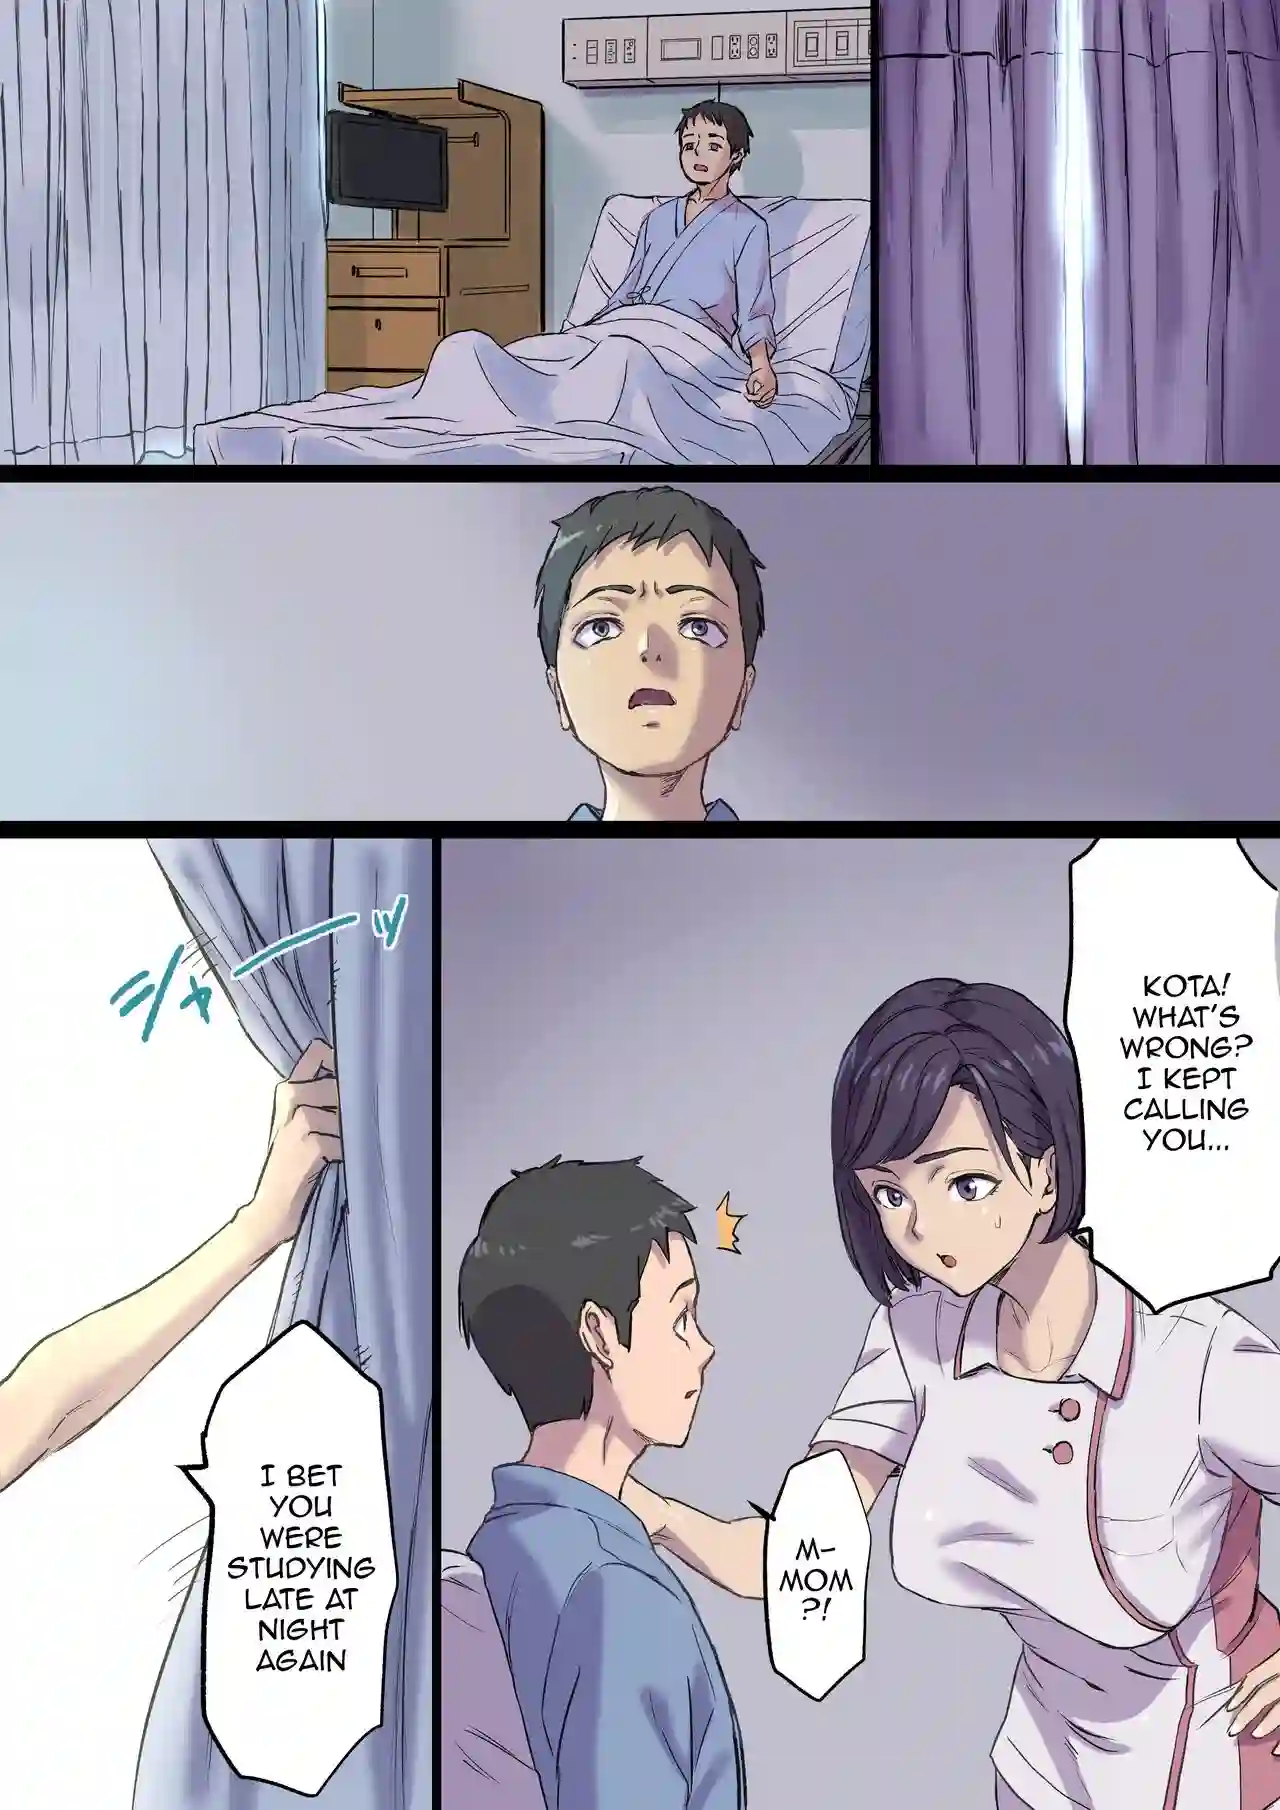 シャーッ
KOTA!
WHAT'S
WRONG?
I KEPT
CALLING
YOU...
M-
MOM
?!
I BET
YOU
WERE
STUDYING
LATE AT
NIGHT
AGAIN